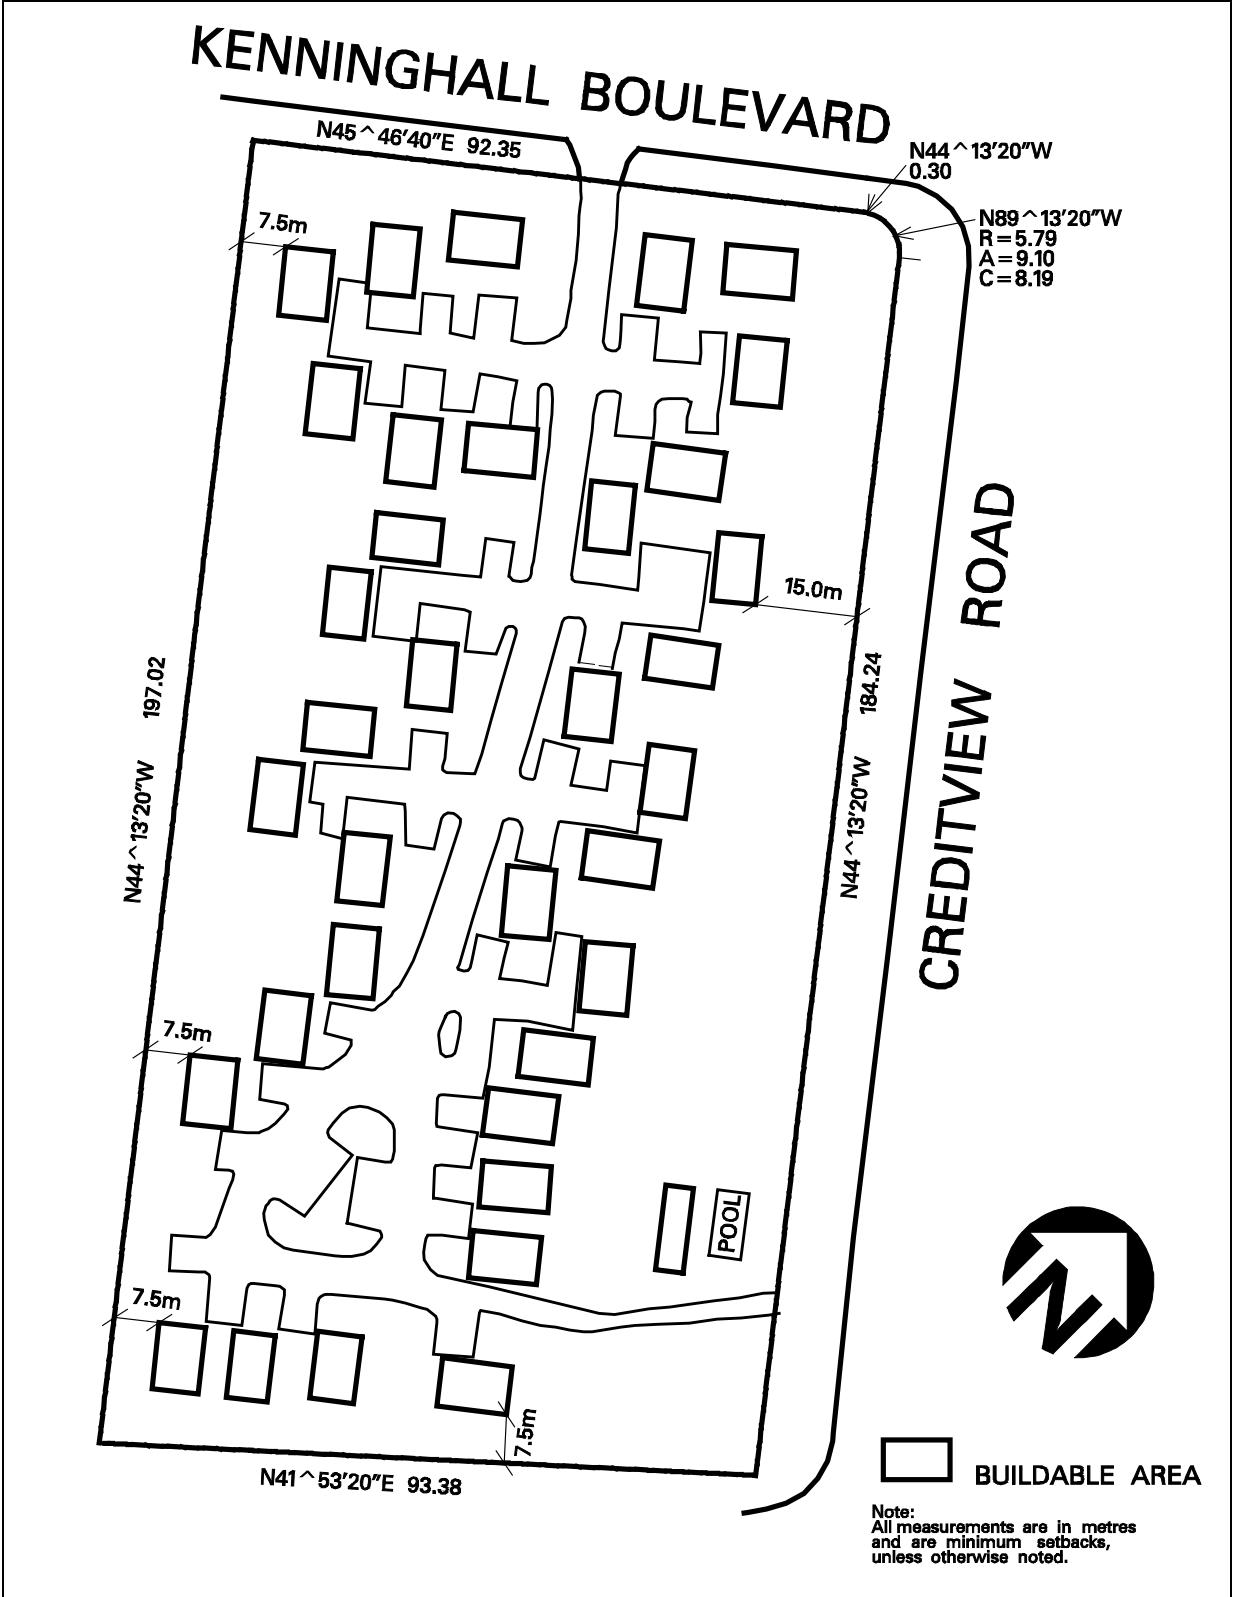 KENNINGHALL BOULEVARD
N45^46'40"E 92.35
N44^13'20"W
0.30
N89^13'20"W
R=5.79
A=9.10
C=8.19
7.5m
15.0m
CREDITVIEW ROAD
N44^13'20"W 197.02
N44^13'20"W 184.24
7.5m
POOL
7.5m
7.5m
N41^53'20"E 93.38
N
BUILDABLE AREA
Note:
All measurements are in metres
and are minimum setbacks,
unless otherwise noted.